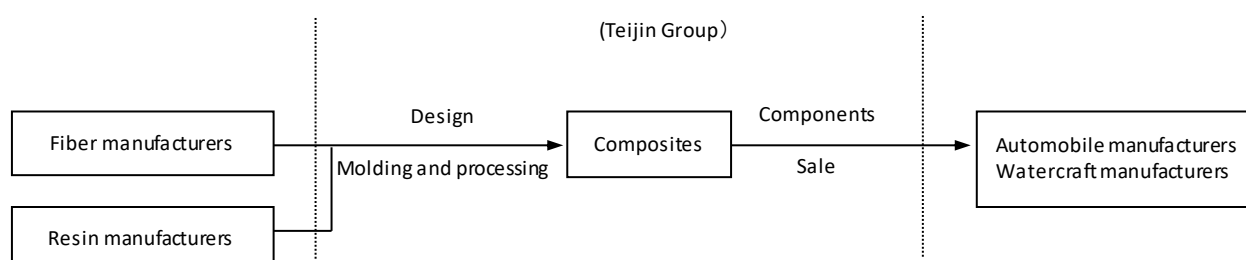 (Teijin Group）
Design
Components
Fiber manufacturers
Composites
Automobile manufacturers
Watercraft manufacturers
Molding and processing
Sale
Resin manufacturers